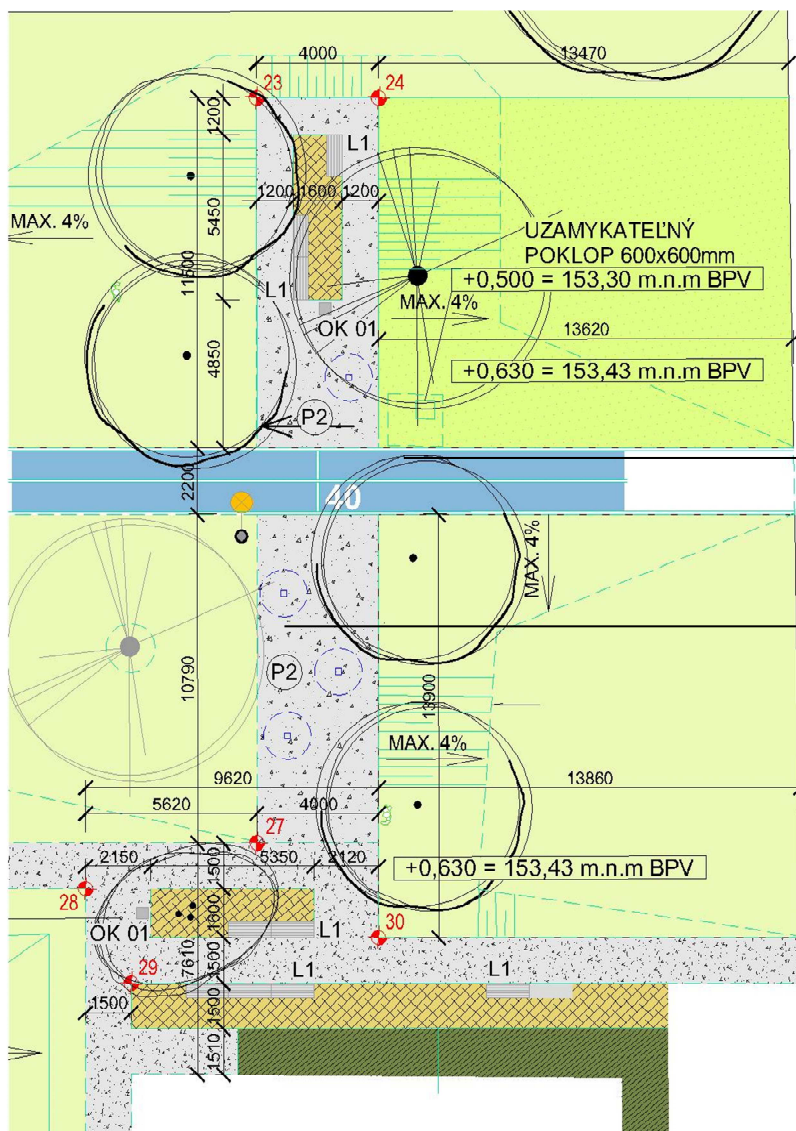 4000
13470
23
24
1200
L1
1200
1600
1200
5450
MAX. 4%
UZAMYKATEĽNÝ
POKLOP 600x600mm
+0,500 = 153,30 m.n.m BPV
11500
L1
MAX. 4%
OK 01
13620
4850
+0,630 = 153,43 m.n.m BPV
P2
2200
40
MAX. 4%
10790
P2
13900
MAX. 4%
9620
13860
5620
4000
27
2150
1500
5350
2120
+0,630 = 153,43 m.n.m BPV
28
1600
OK 01
L1
30
7610
29
1500
L1
L1
1500
1500
1510